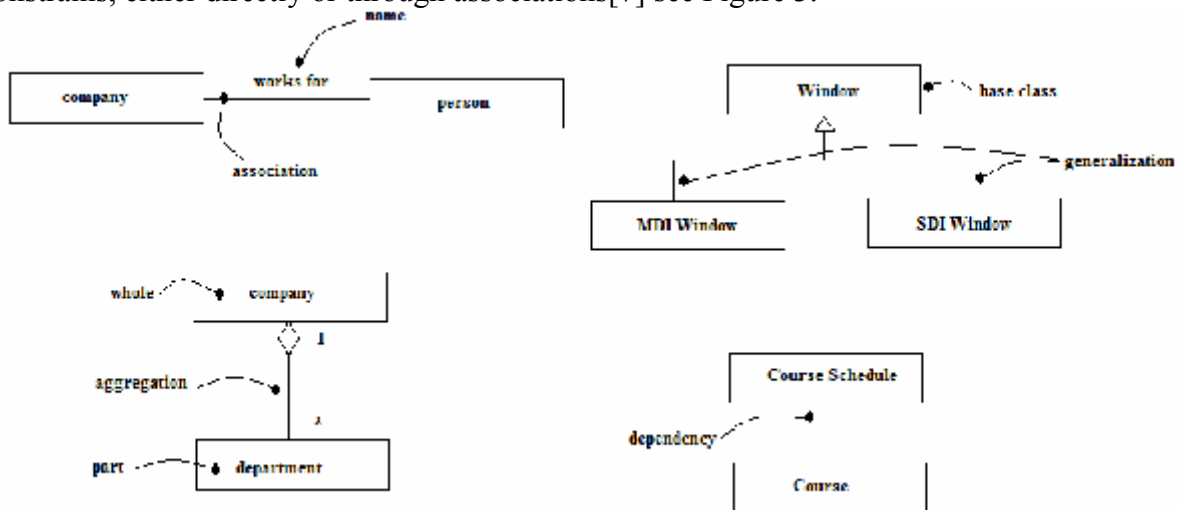 onstrains, either directly or through associations[7] see Figure 3.
name
works for
company
person
association
Window
base class
generalization
MDI Window
SDI Window
whole
company
1
aggregation
part
department
Course Schedule
dependency
Course